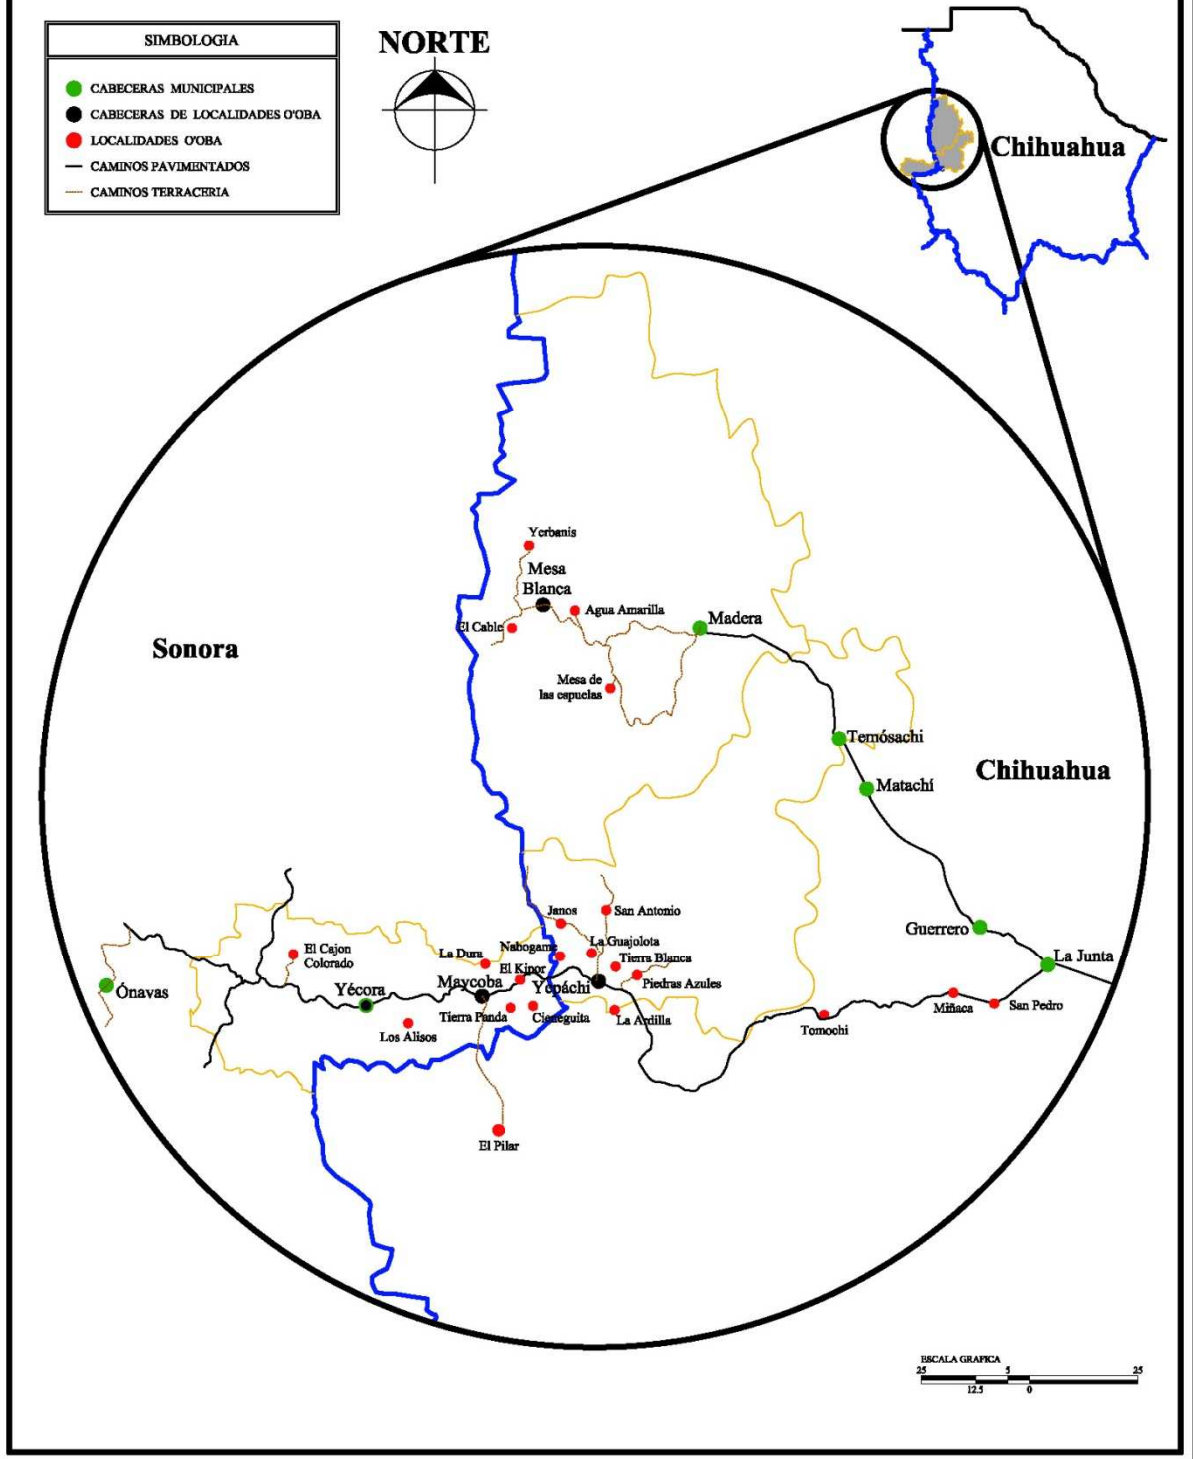 SIMBOLOGIA
CABECERAS MUNICIPALES
CABECERAS DE LOCALIDADES O'OBA
LOCALIDADES O'OBA
CAMINOS PAVIMENTADOS
CAMINOS TERRACERIA
NORTE
Chihuahua
Yerbanis
Mesa
Blanca
Agua Amarilla
El Cable
Madera
Sonora
Mesa de
las espuelas
Temósachi
Chihuahua
Matachí
Janos
San Antonio
Guerrero
La Guajolota
Nabogame
La Dura
El Cajon
Colorado
Tierra Blanca
La Junta
El Kipor
Piedras Azules
Maycoba
Yepáchi
Yécora
Ónavas
Tierra Panda
Cieneguita
La Ardilla
Los Alisos
Tomochi
Miñaca
San Pedro
El Pilar
ESCALA GRAFICA
25 5 25
12.5 0